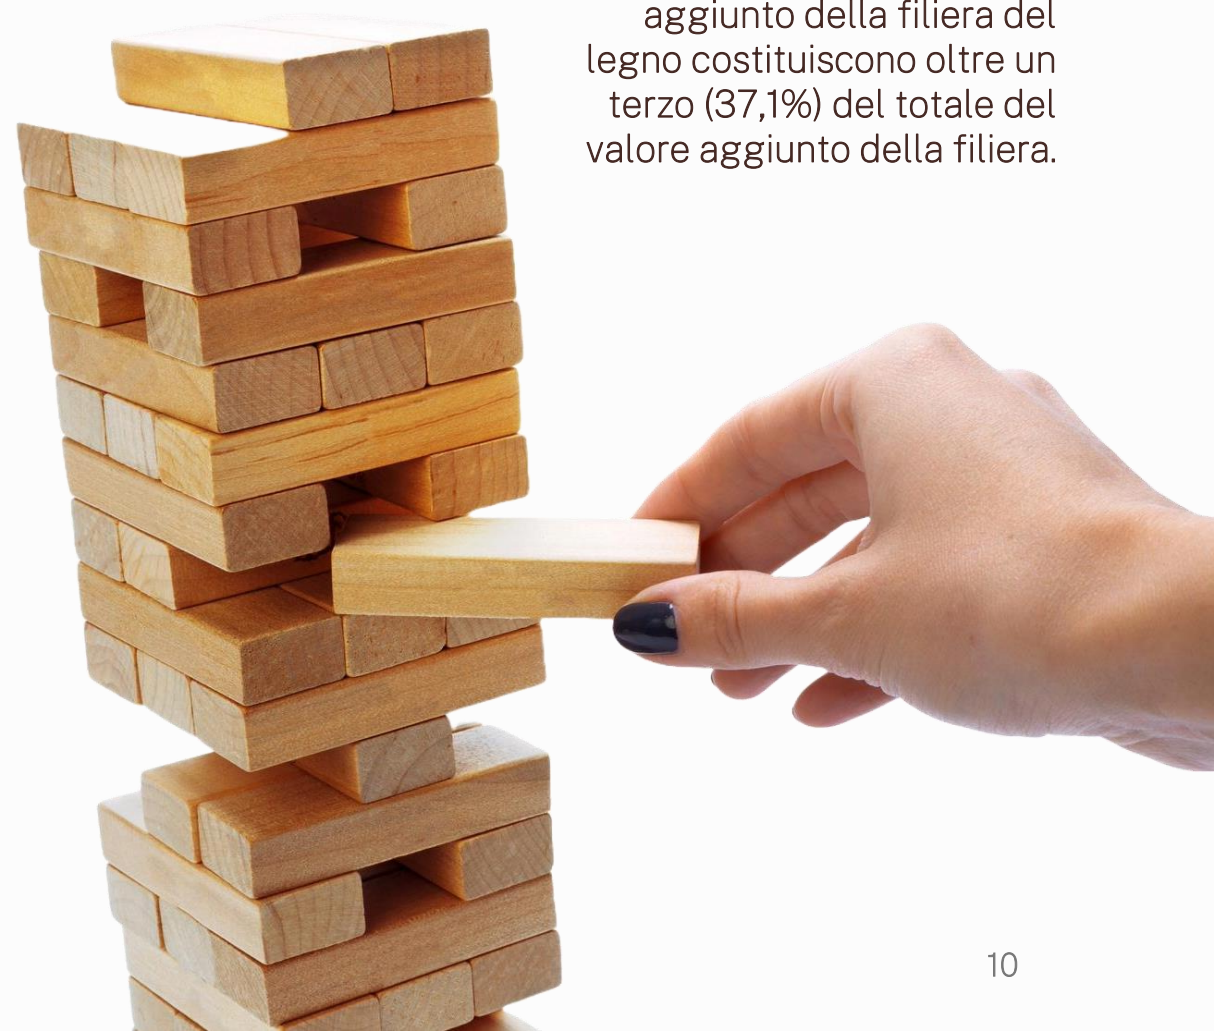 aggiunto della filiera del
legno costituiscono oltre un
terzo (37,1%) del totale del
valore aggiunto della filiera.
10